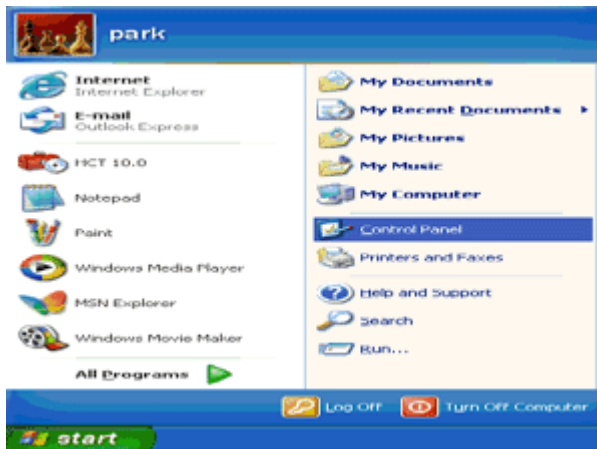 park
Internet
Internet Explorer
E-mail
Outlook Express
HCT 10.0
Notepad
Paint
Windows Media Player
MSN Explorer
Windows Movie Maker
All Programs
My Documents
My Recent Documents
My Pictures
My Music
My Computer
Control Panel
Printers and Faxes
Help and Support
Search
Run...
Log Off
Turn Off Computer
start